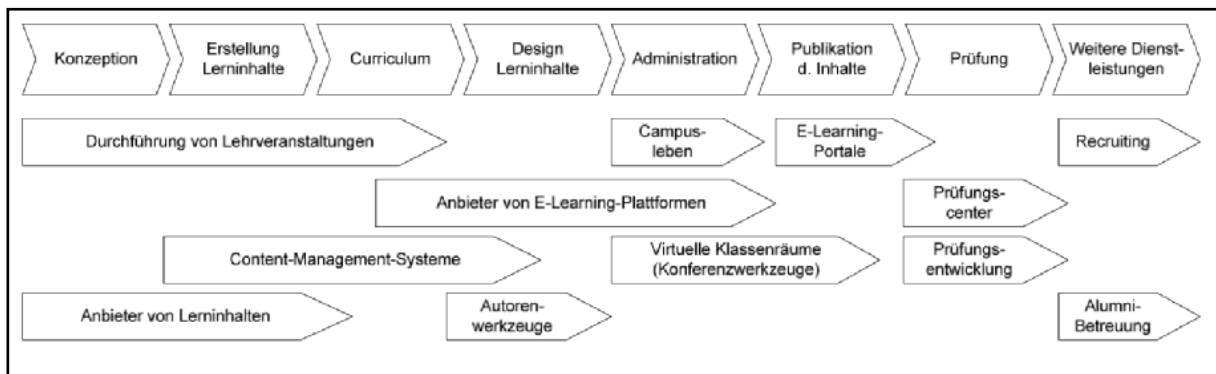 Konzeption
Erstellung
Lerninhalte
Curriculum
Design
Lerninhalte
Administration
Publikation
d. Inhalte
Prüfung
Weitere Dienst-
leistungen
Durchführung von Lehrveranstaltungen
Campus-
leben
E-Learning-
Portale
Recruiting
Anbieter von E-Learning-Plattformen
Prüfungs-
center
Content-Management-Systeme
Virtuelle Klassenräume
(Konferenzwerkzeuge)
Prüfungs-
entwicklung
Anbieter von Lerninhalten
Autoren-
werkzeuge
Alumni-
Betreuung